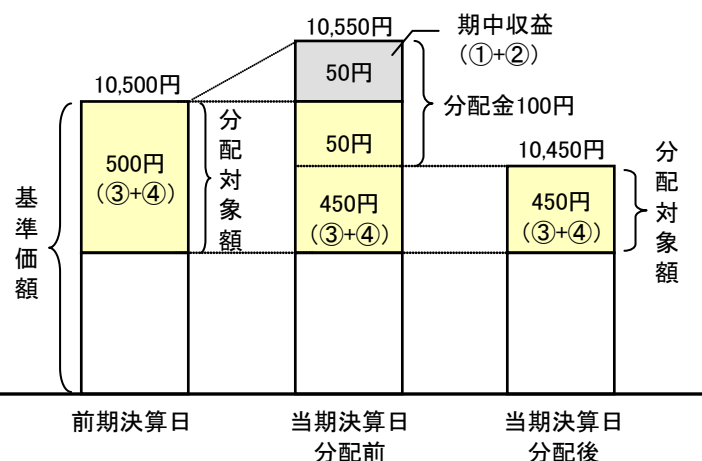 10,550円
期中収益
(①+②)
50円
10,500円
分配金100円
分配対象額
500円
(③+④)
50円
10,450円
分配対象額
基準価額
450円
(③+④)
450円
(③+④)
前期決算日
当期決算日
分配前
当期決算日
分配後